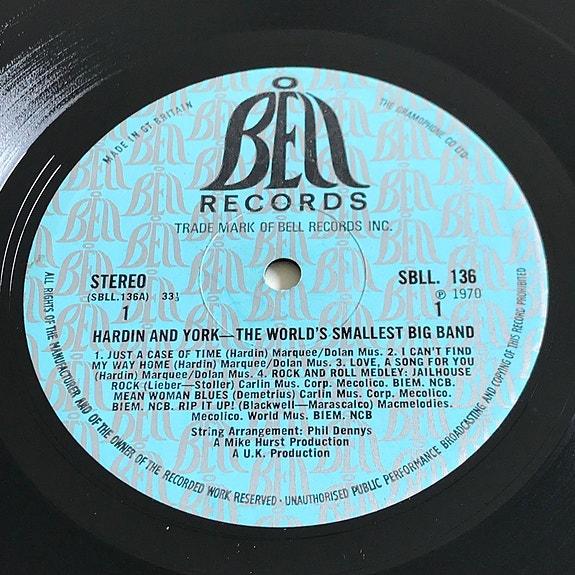 BELL
RECORDS
TRADE MARK OF BELL RECORDS INC.
MADE IN GT BRITAIN
THE GRAMOPHONE CO LTD.
STEREO
(SBLL.136A) 33⅓
1
SBLL. 136
℗ 1970
1
HARDIN AND YORK—THE WORLD'S SMALLEST BIG BAND
1. JUST A CASE OF TIME (Hardin) Marquee/Dolan Mus. 2. I CAN'T FIND
MY WAY HOME (Hardin) Marquee/Dolan Mus. 3. LOVE, A SONG FOR YOU
(Hardin) Marquee/Dolan Mus. 4. ROCK AND ROLL MEDLEY: JAILHOUSE
ROCK (Lieber—Stoller) Carlin Mus. Corp. Mecolico. BIEM. NCB.
MEAN WOMAN BLUES (Demetrius) Carlin Mus. Corp. Mecolico.
BIEM. NCB. RIP IT UP! (Blackwell—Marascalco) Macmelodies.
Mecolico. World Mus. BIEM. NCB
String Arrangement: Phil Dennys
A Mike Hurst Production
A U.K. Production
ALL RIGHTS OF THE MANUFACTURER AND OF THE OWNER OF THE RECORDED WORK RESERVED · UNAUTHORISED PUBLIC PERFORMANCE BROADCASTING AND COPYING OF THIS RECORD PROHIBITED